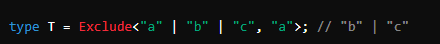 type T = Exclude<"a" | "b" | "c", "a">; // "b" | "c"